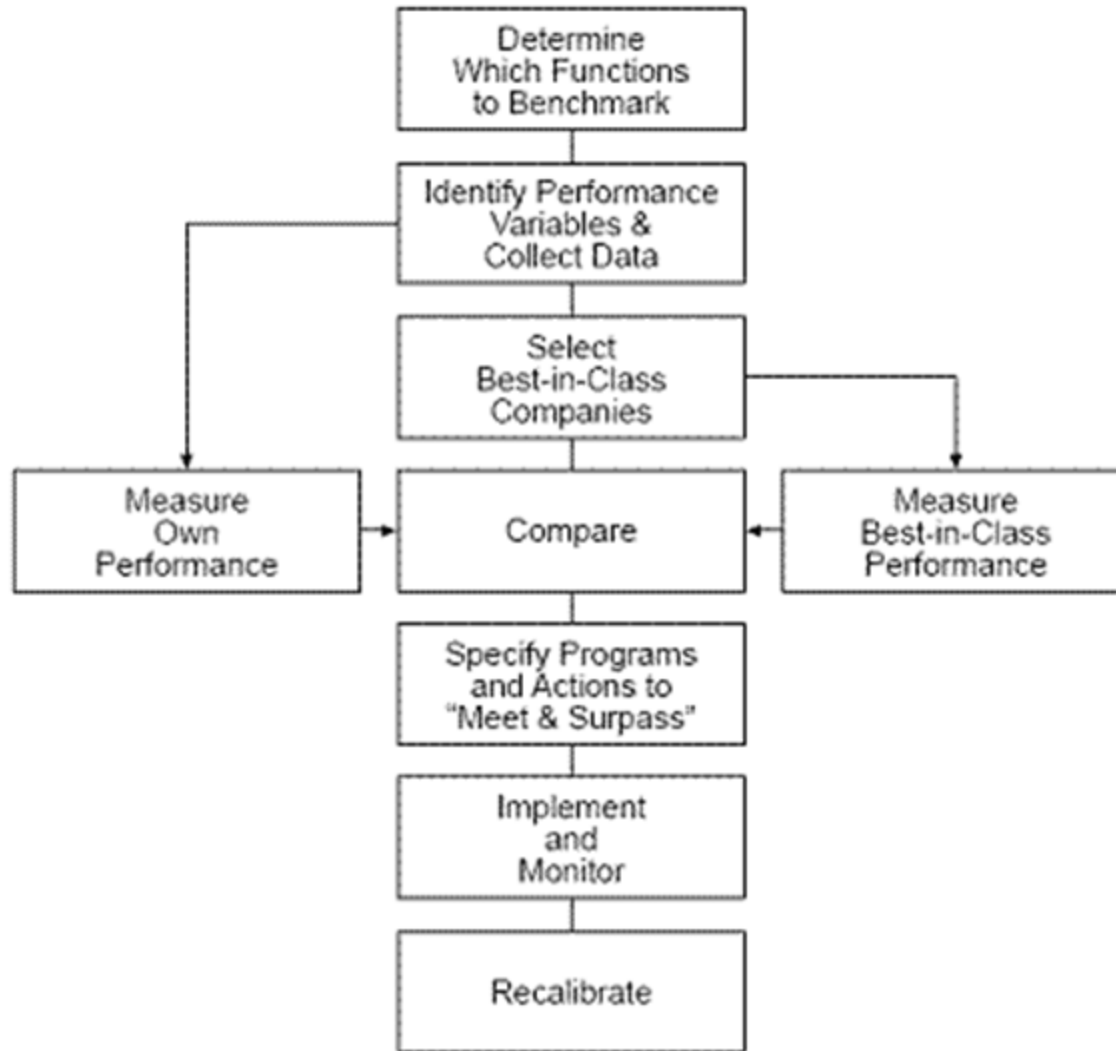 Determine
Which Functions
to Benchmark
Identify Performance
Variables &
Collect Data
Select
Best-in-Class
Companies
Measure
Own
Performance
Compare
Measure
Best-in-Class
Performance
Specify Programs
and Actions to
“Meet & Surpass”
Implement
and
Monitor
Recalibrate